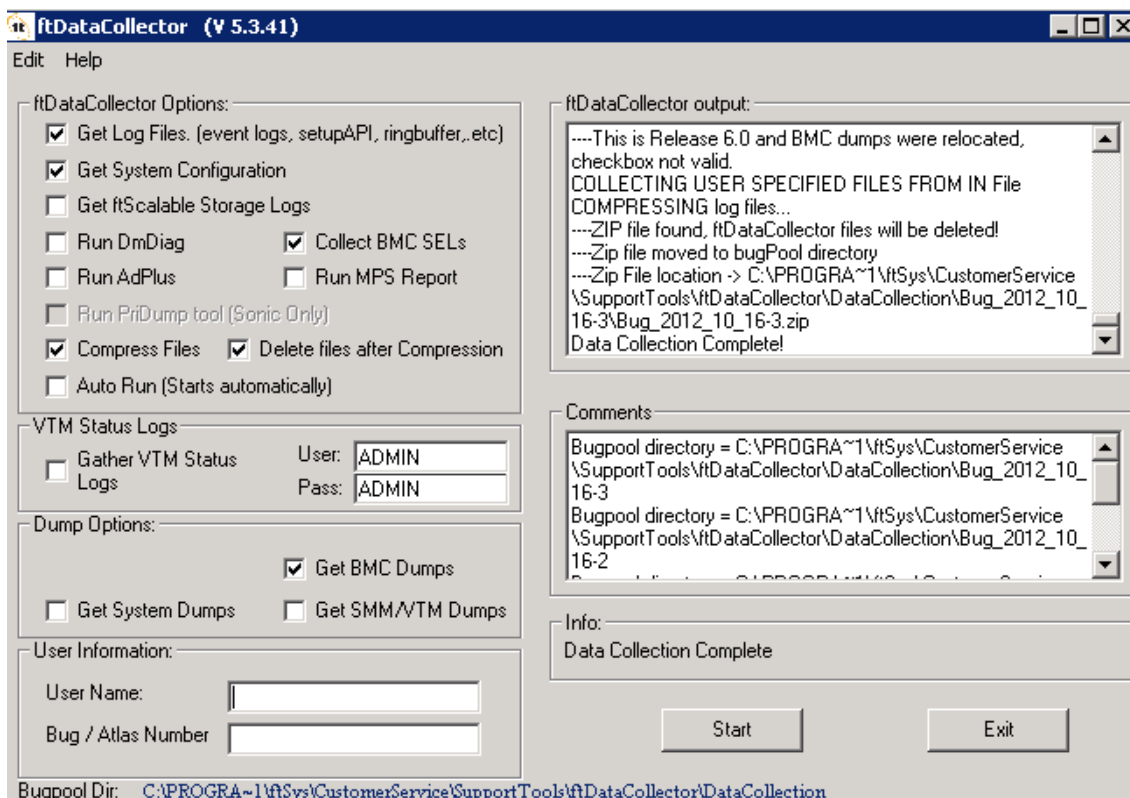 ftDataCollector (V 5.3.41)
Edit Help
ftDataCollector Options:
Get Log Files. (event logs, setupAPI, ringbuffer,.etc)
Get System Configuration
Get ftScalable Storage Logs
Run DmDiag
Collect BMC SELs
Run AdPlus
Run MPS Report
Run PriDump tool (Sonic Only)
Compress Files
Delete files after Compression
Auto Run (Starts automatically)
VTM Status Logs
Gather VTM Status
Logs
User: ADMIN
Pass: ADMIN
Dump Options:
Get BMC Dumps
Get System Dumps
Get SMM/VTM Dumps
User Information:
User Name:
Bug / Atlas Number
ftDataCollector output:
----This is Release 6.0 and BMC dumps were relocated,
checkbox not valid.
COLLECTING USER SPECIFIED FILES FROM IN File
COMPRESSING log files...
----ZIP file found, ftDataCollector files will be deleted!
----Zip file moved to bugPool directory
----Zip File location -> C:\PROGRA~1\ftSys\CustomerService
\SupportTools\ftDataCollector\DataCollection\Bug_2012_10_
16-3\Bug_2012_10_16-3.zip
Data Collection Complete!
Comments
Bugpool directory = C:\PROGRA~1\ftSys\CustomerService
\SupportTools\ftDataCollector\DataCollection\Bug_2012_10_
16-3
Bugpool directory = C:\PROGRA~1\ftSys\CustomerService
\SupportTools\ftDataCollector\DataCollection\Bug_2012_10_
16-2
Info:
Data Collection Complete
Start
Exit
Bugpool Dir: C:\PROGRA~1\ftSys\CustomerService\SupportTools\ftDataCollector\DataCollection